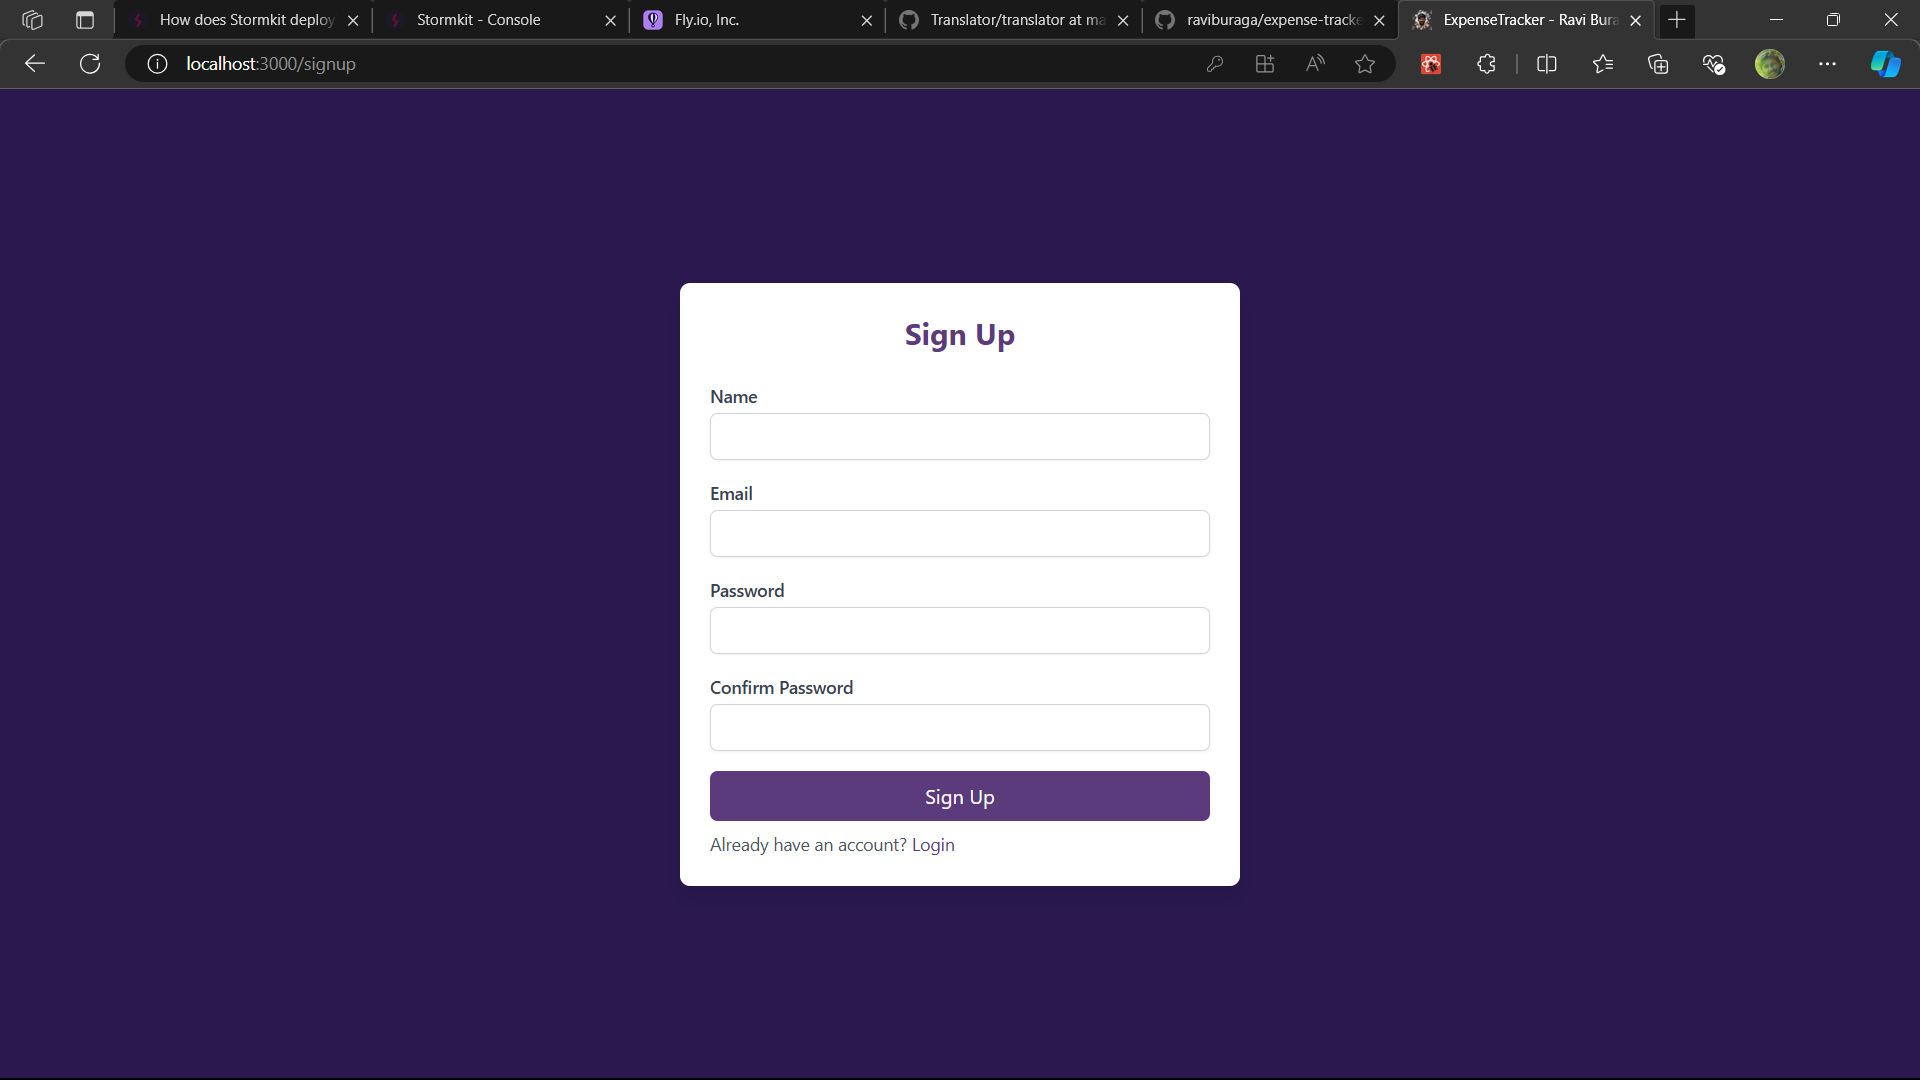 How does Stormkit deploy
Stormkit - Console
Fly.io, Inc.
Translator/translator at ma
raviburaga/expense-tracke
ExpenseTracker - Ravi Bura
localhost:3000/signup
Sign Up
Name
Email
Password
Confirm Password
Sign Up
Already have an account? Login